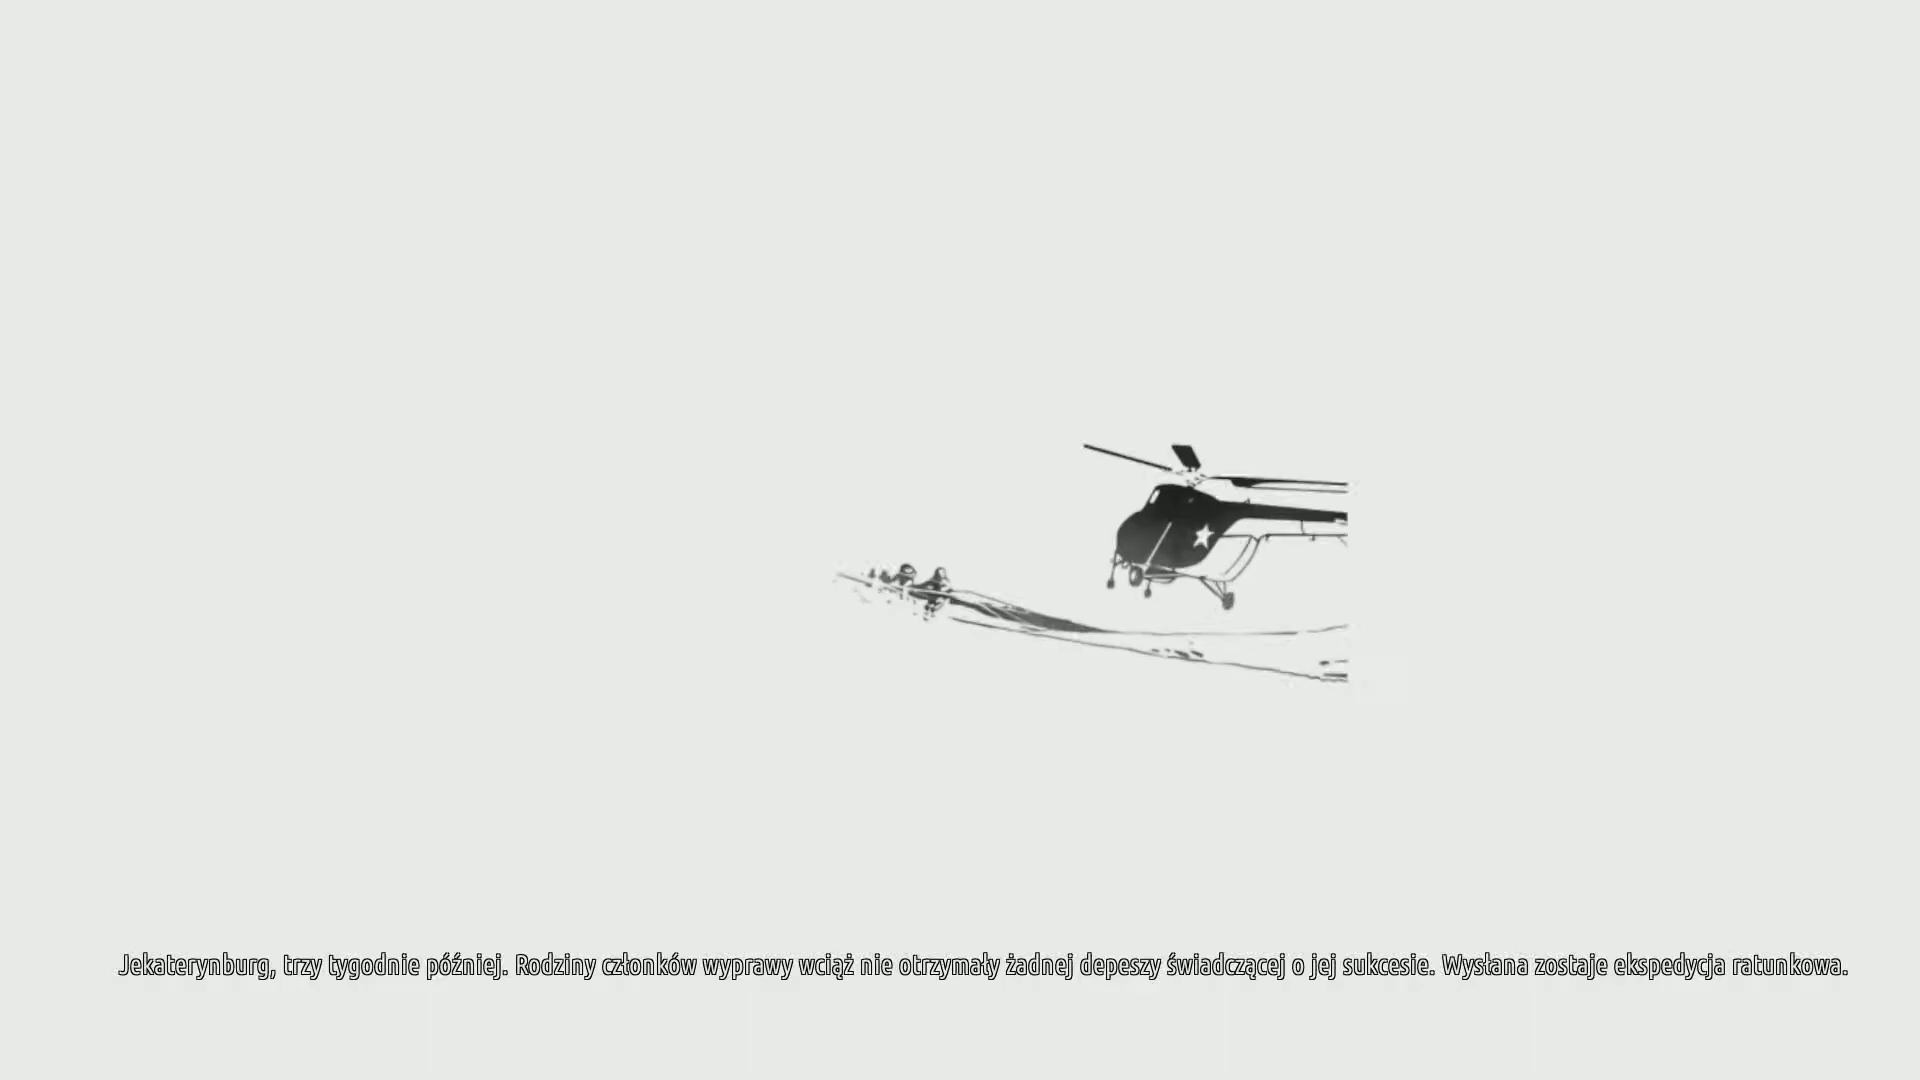 Jekaterynburg, trzy tygodnie później. Rodziny członków wyprawy wciąż nie otrzymały żadnej depeszy świadczącej o jej sukcesie. Wysłana zostaje ekspedycja ratunkowa.